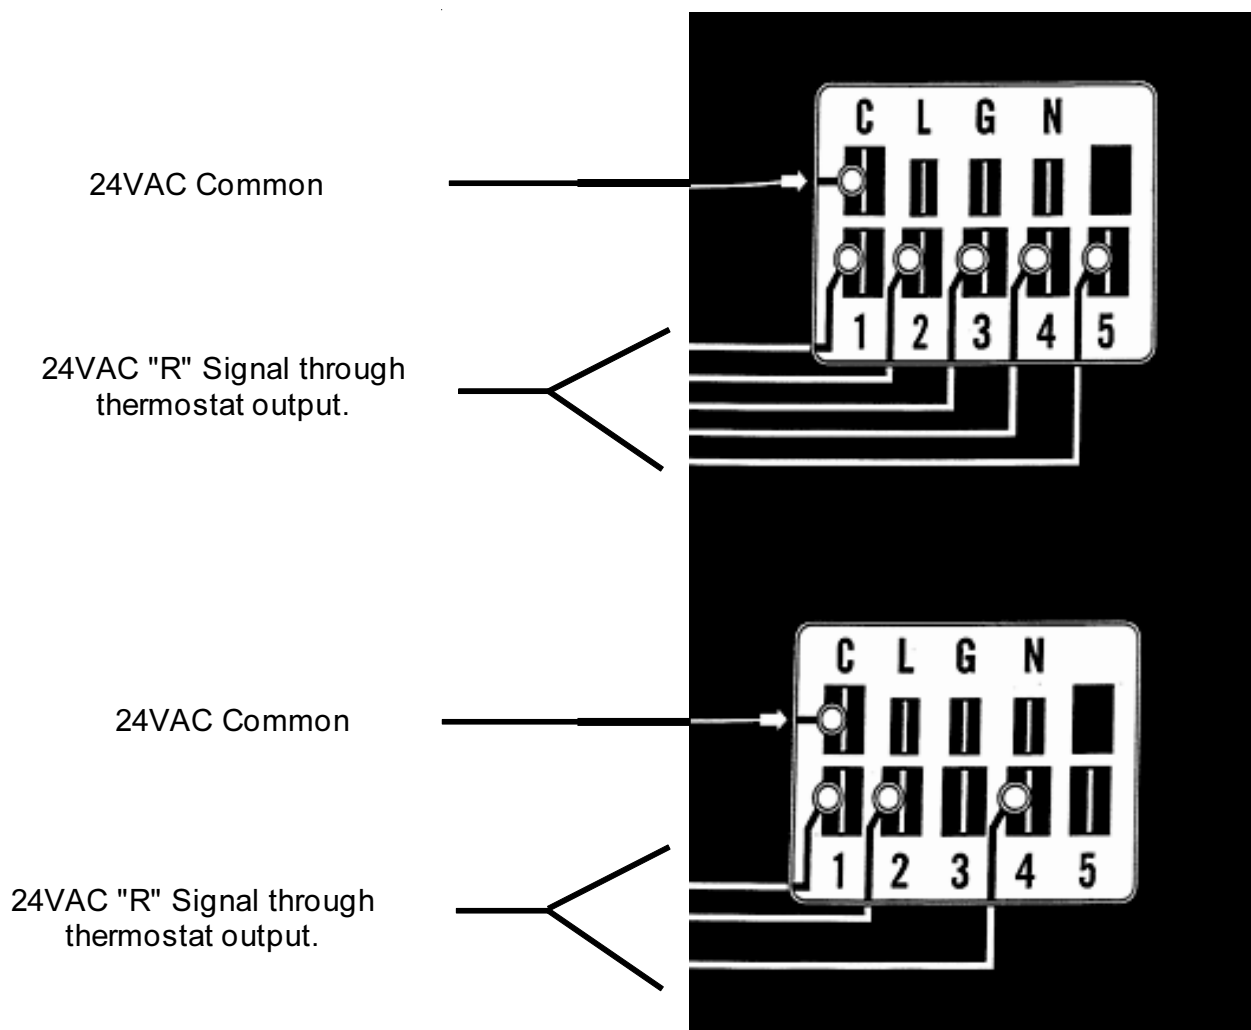 C L G N
24VAC Common
24VAC "R" Signal through
thermostat output.
1 2 3 4 5
C L G N
24VAC Common
1 2 3 4 5
24VAC "R" Signal through
thermostat output.